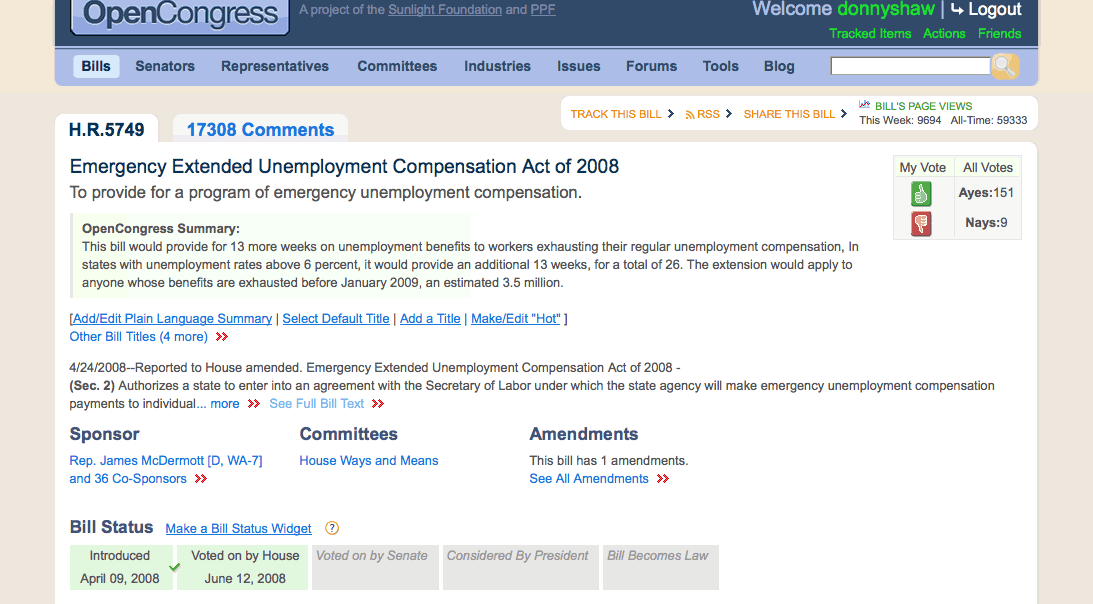 OpenCongress
A project of the Sunlight Foundation and PPF
Welcome donnyshaw | Logout
Tracked Items Actions Friends
Bills Senators Representatives Committees Industries Issues Forums Tools Blog
TRACK THIS BILL RSS SHARE THIS BILL
BILL'S PAGE VIEWS
This Week: 9694 All-Time: 59333
H.R.5749 17308 Comments
Emergency Extended Unemployment Compensation Act of 2008
To provide for a program of emergency unemployment compensation.
My Vote All Votes
Ayes:151
Nays:9
OpenCongress Summary:
This bill would provide for 13 more weeks on unemployment benefits to workers exhausting their regular unemployment compensation, In
states with unemployment rates above 6 percent, it would provide an additional 13 weeks, for a total of 26. The extension would apply to
anyone whose benefits are exhausted before January 2009, an estimated 3.5 million.
[Add/Edit Plain Language Summary | Select Default Title | Add a Title | Make/Edit "Hot" ]
Other Bill Titles (4 more)
4/24/2008--Reported to House amended. Emergency Extended Unemployment Compensation Act of 2008 -
(Sec. 2) Authorizes a state to enter into an agreement with the Secretary of Labor under which the state agency will make emergency unemployment compensation
payments to individual... more See Full Bill Text
Sponsor
Rep. James McDermott [D, WA-7]
and 36 Co-Sponsors
Committees
House Ways and Means
Amendments
This bill has 1 amendments.
See All Amendments
Bill Status Make a Bill Status Widget ?
Introduced
April 09, 2008
Voted on by House
June 12, 2008
Voted on by Senate
Considered By President
Bill Becomes Law